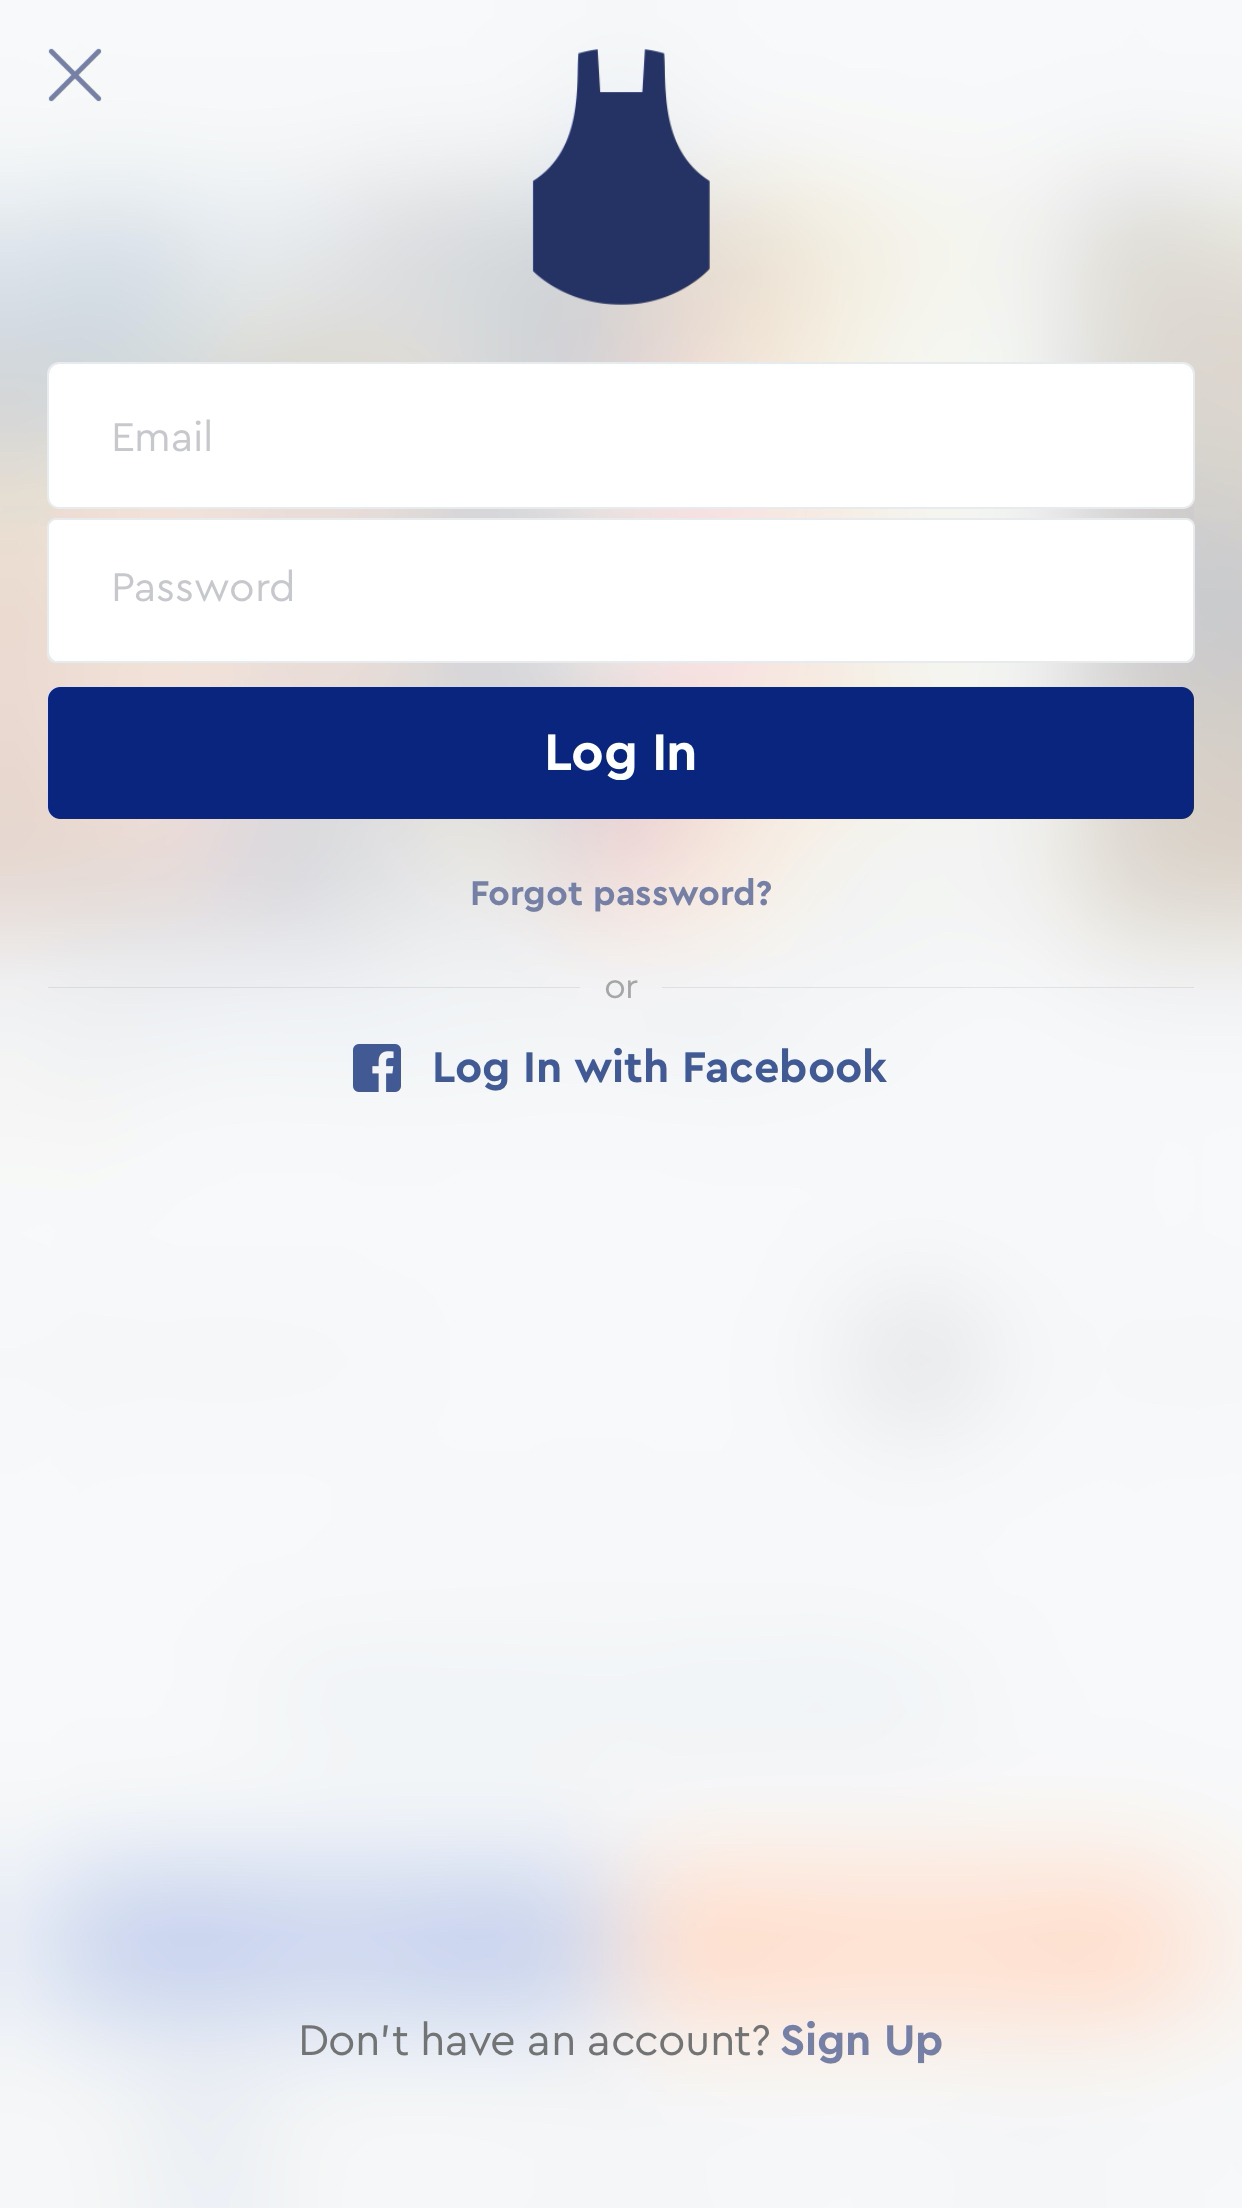 Email
Password
Log In
Forgot password?
or
Log In with Facebook
Don't have an account? Sign Up